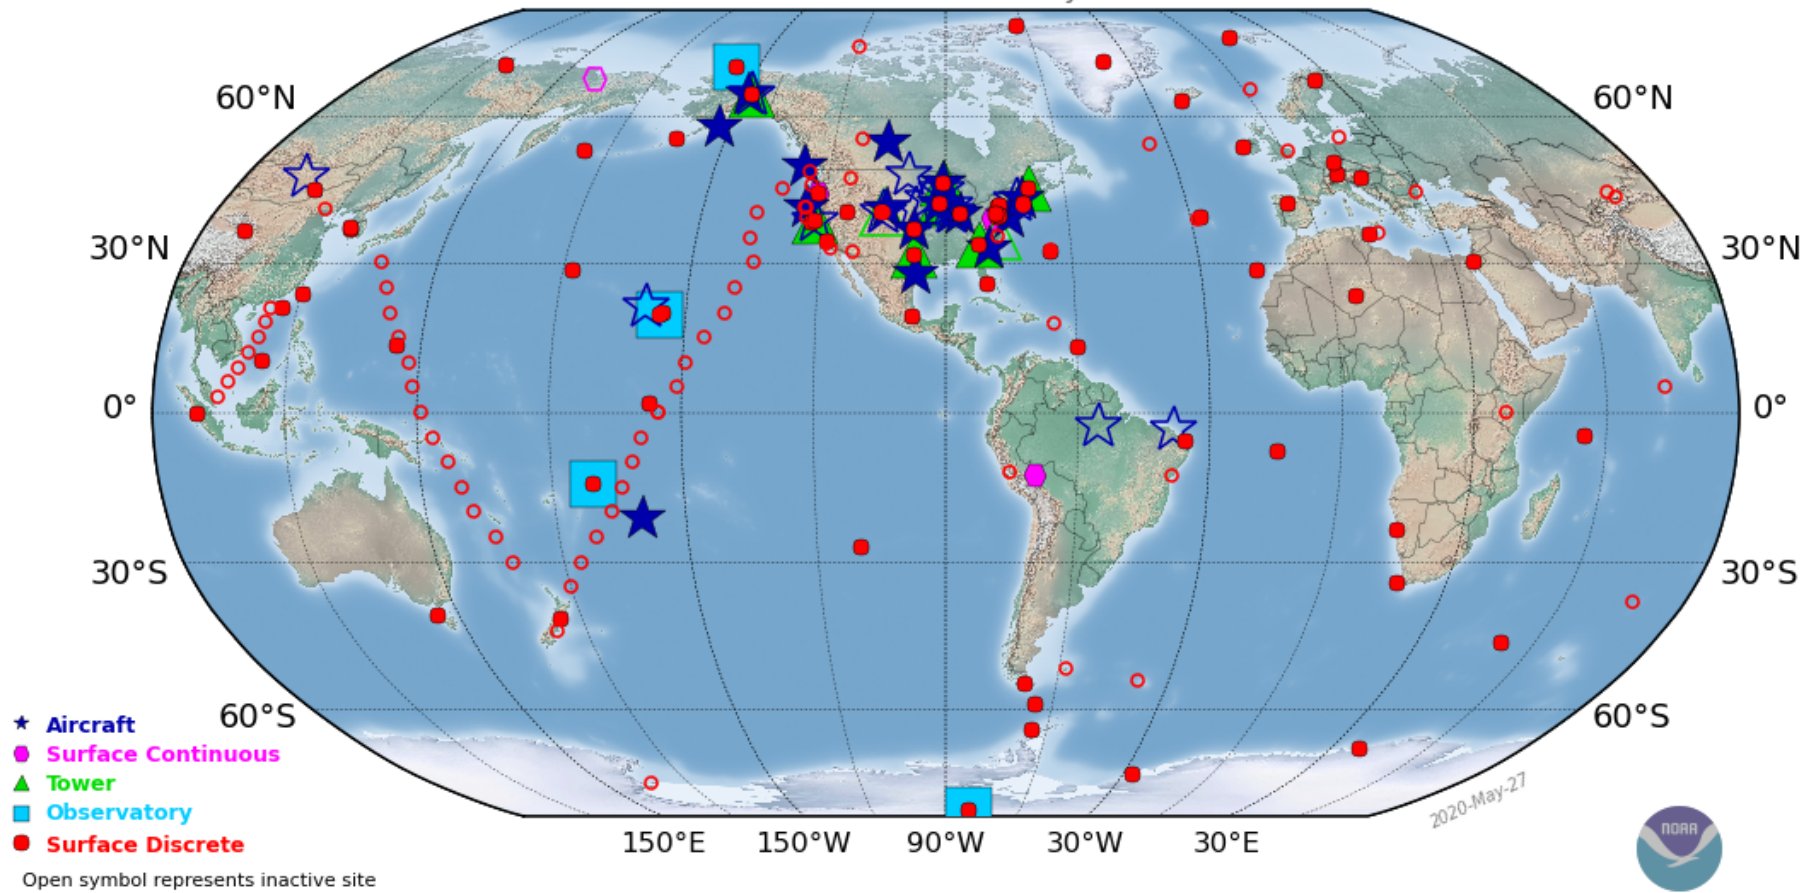 60°N
60°N
30°N
30°N
0°
0°
30°S
30°S
60°S
60°S
Aircraft
Surface Continuous
Tower
Observatory
Surface Discrete
Open symbol represents inactive site
150°E 150°W 90°W 30°W 30°E
2020-May-27
NOAA